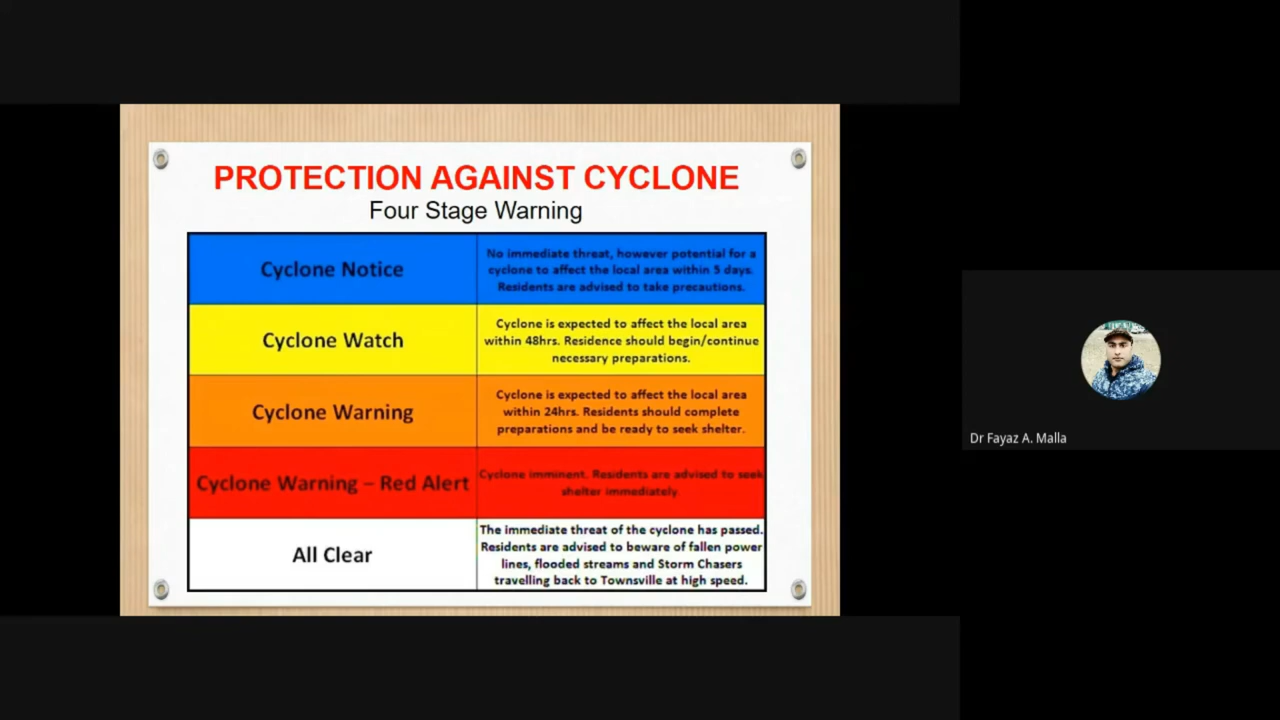 PROTECTION AGAINST CYCLONE
Four Stage Warning
Cyclone Notice
No immediate threat, however potential for a
cyclone to affect the local area within 5 days.
Residents are advised to take precautions.
Cyclone Watch
Cyclone is expected to affect the local area
within 48hrs. Residence should begin/continue
necessary preparations.
Cyclone Warning
Cyclone is expected to affect the local area
within 24hrs. Residents should complete
preparations and be ready to seek shelter.
Cyclone Warning – Red Alert
Cyclone imminent. Residents are advised to seek
shelter immediately
All Clear
The immediate threat of the cyclone has passed.
Residents are advised to beware of fallen power
lines, flooded streams and Storm Chasers
travelling back to Townsville at high speed.
Dr Fayaz A. Malla